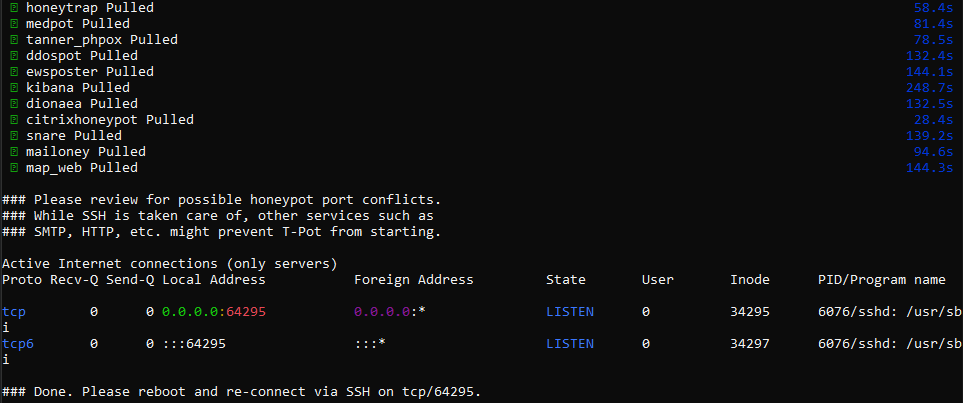 honeytrap Pulled 58.4s
medpot Pulled 81.4s
tanner_phpox Pulled 78.5s
ddospot Pulled 132.4s
ewsposter Pulled 144.1s
kibana Pulled 248.7s
dionaea Pulled 132.5s
citrixhoneypot Pulled 28.4s
snare Pulled 139.2s
mailoney Pulled 94.6s
map_web Pulled 144.3s
### Please review for possible honeypot port conflicts.
### While SSH is taken care of, other services such as
### SMTP, HTTP, etc. might prevent T-Pot from starting.
Active Internet connections (only servers)
Proto Recv-Q Send-Q Local Address Foreign Address State User Inode PID/Program name
tcp 0 0 0.0.0.0:64295 0.0.0.0:* LISTEN 0 34295 6076/sshd: /usr/sb
i
tcp6 0 0 :::64295 :::* LISTEN 0 34297 6076/sshd: /usr/sb
i
### Done. Please reboot and re-connect via SSH on tcp/64295.